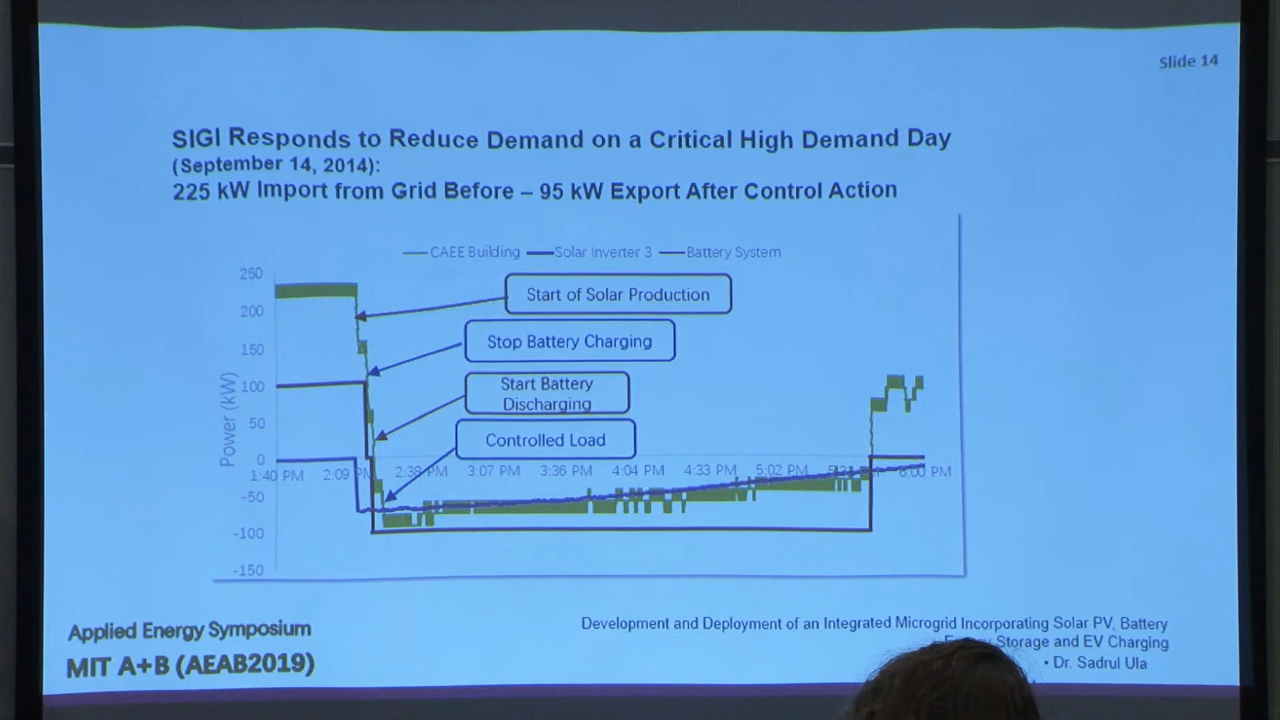 Slide 14
SIGI Responds to Reduce Demand on a Critical High Demand Day
(September 14, 2014):
225 kW Import from Grid Before – 95 kW Export After Control Action
CAEE Building Solar Inverter 3 Battery System
250
200
150
100
50
0
-50
-100
-150
Power (kW)
Start of Solar Production
Stop Battery Charging
Start Battery
Discharging
Controlled Load
1:40 PM 2:09 PM 2:38 PM 3:07 PM 3:36 PM 4:04 PM 4:33 PM 5:02 PM PM
Applied Energy Symposium
MIT A+B (AEAB2019)
Development and Deployment of an Integrated Microgrid Incorporating Solar PV, Battery
Storage and EV Charging
• Dr. Sadrul Ula